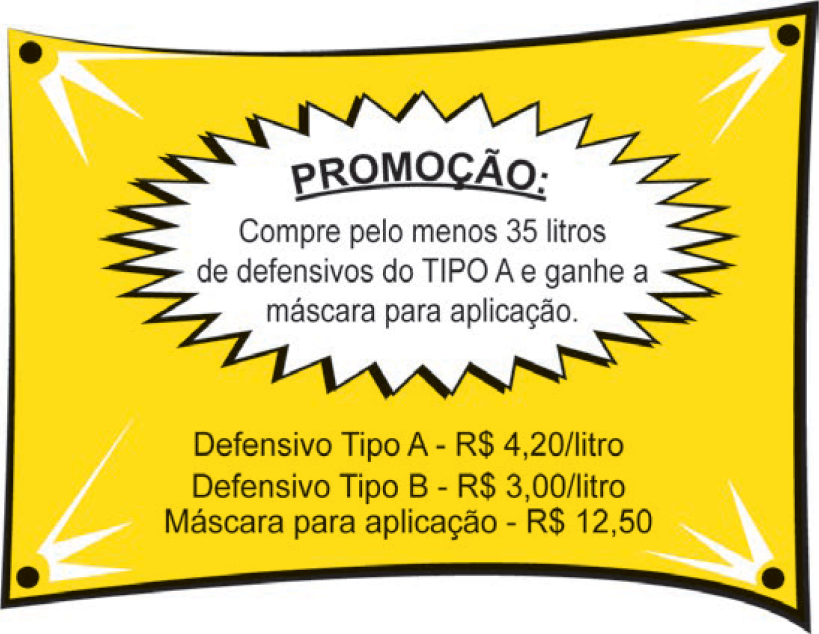 PROMOÇÃO:
Compre pelo menos 35 litros
de defensivos do TIPO A e ganhe a
máscara para aplicação.
Defensivo Tipo A - R$ 4,20/litro
Defensivo Tipo B - R$ 3,00/litro
Máscara para aplicação - R$ 12,50